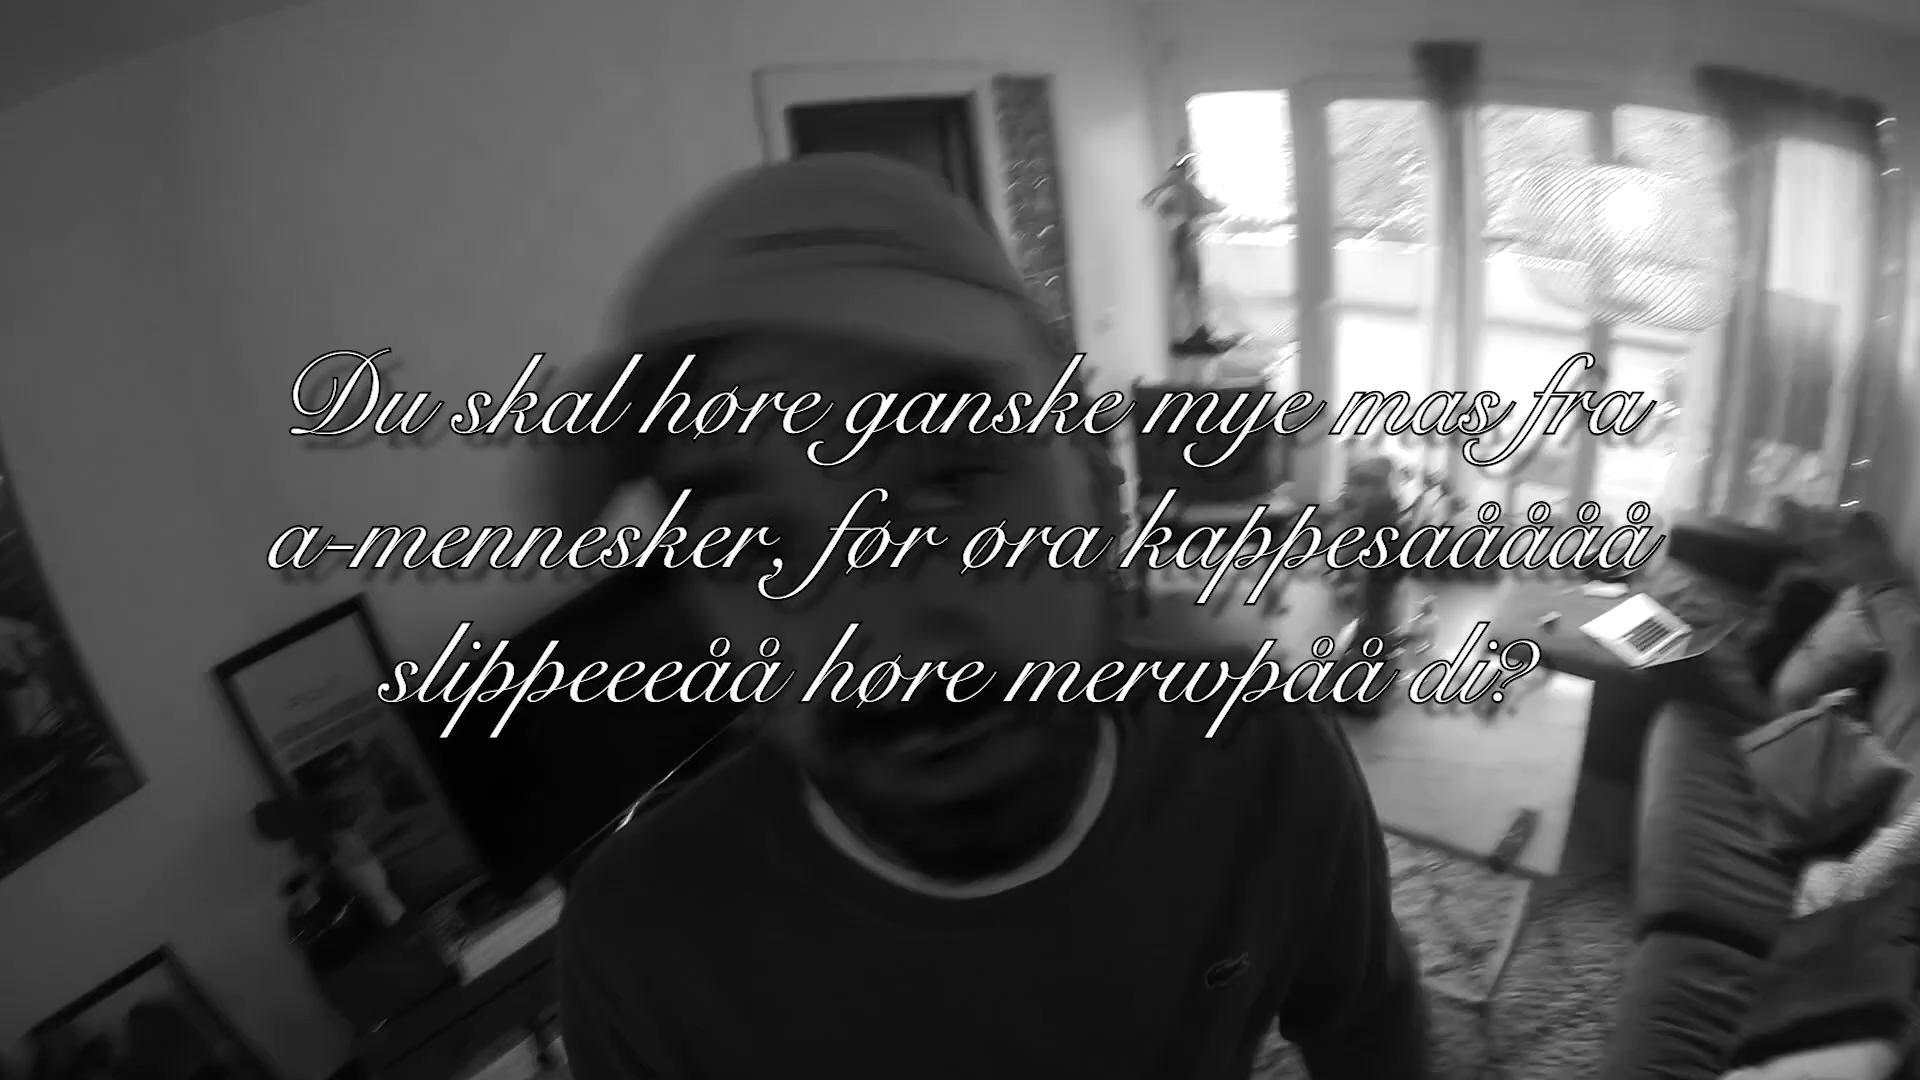 Du skal høre ganske mye mas fra
a-mennesker, før øra kappesaåååå
slippeeeåå høre merwpåå di?